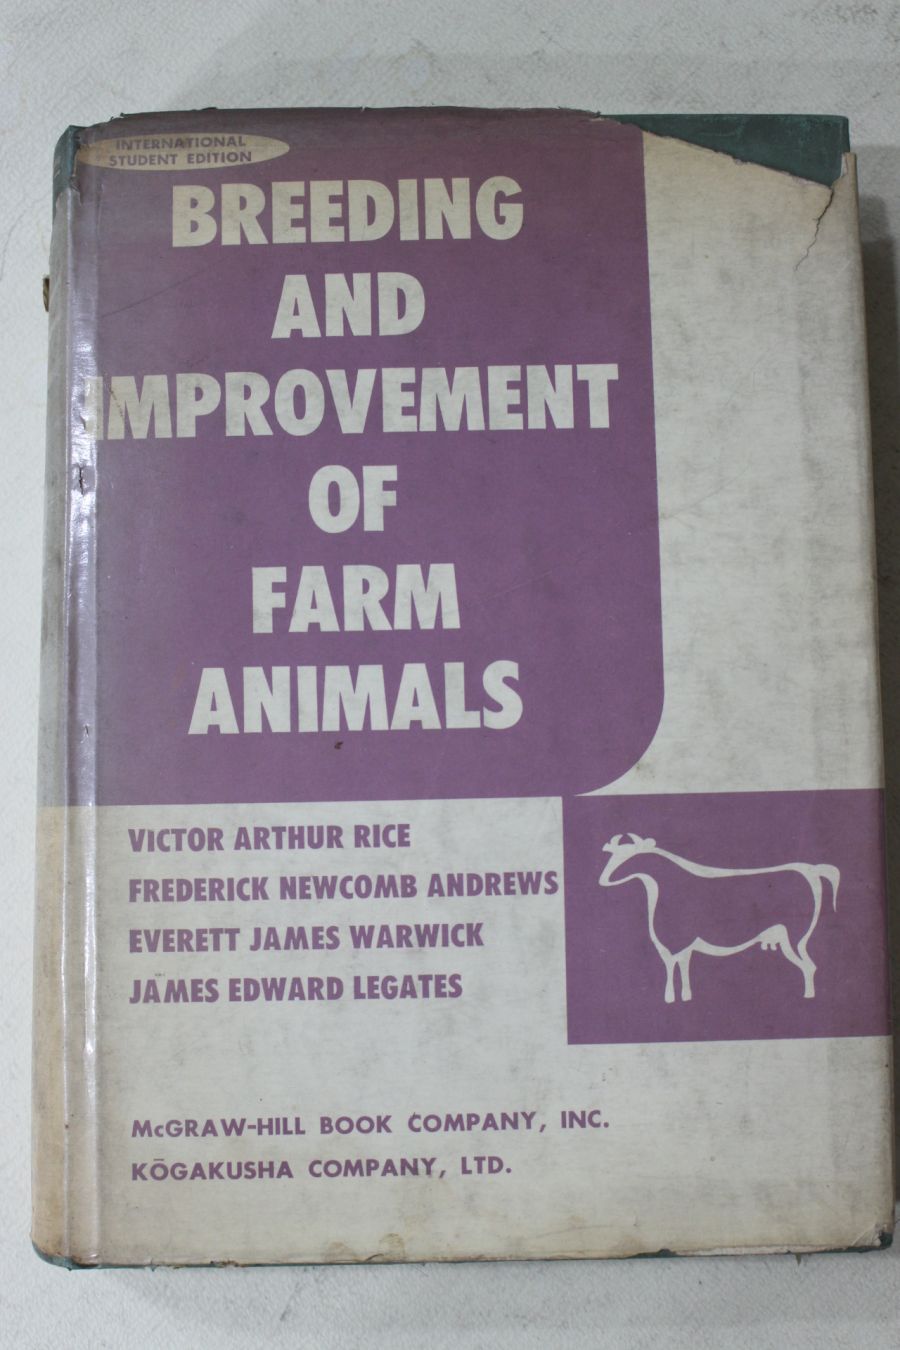 INTERNATIONAL
STUDENT EDITION
BREEDING
AND
IMPROVEMENT
OF
FARM
ANIMALS
VICTOR ARTHUR RICE
FREDERICK NEWCOMB ANDREWS
EVERETT JAMES WARWICK
JAMES EDWARD LEGATES
McGRAW-HILL BOOK COMPANY, INC.
KŌGAKUSHA COMPANY, LTD.